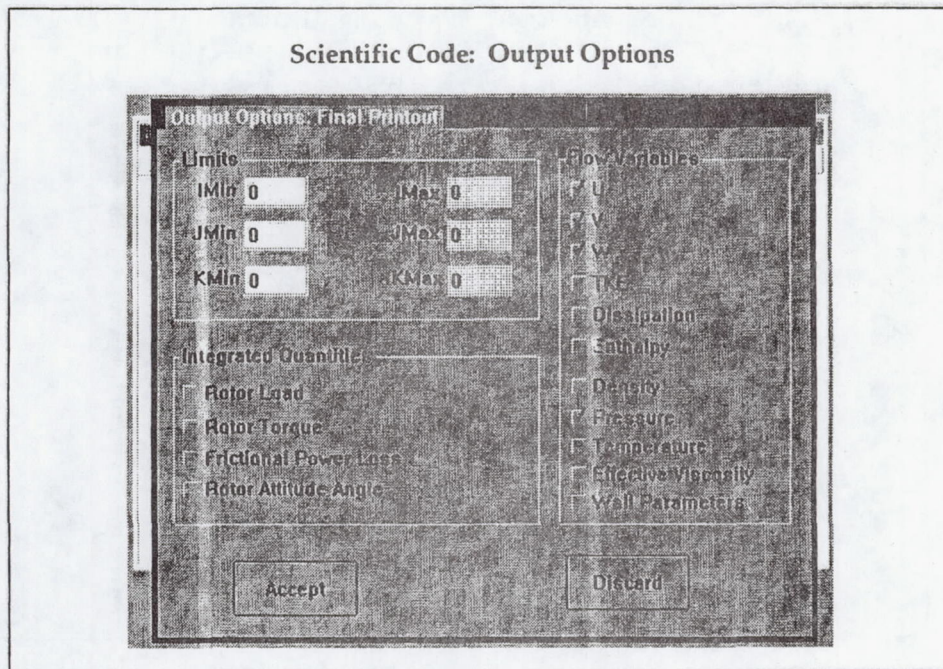 Scientific Code: Output Options
Output Options: Final Printout
Limits
IMin 0 IMax 0
JMin 0 JMax 0
KMin 0 KMax 0
Integrated Quantities
Rotor Load
Rotor Torque
Frictional Power Loss
Rotor Attitude Angle
Flow Variables
U
V
W
TKE
Dissipation
Enthalpy
Density
Pressure
Temperature
Effective Viscosity
Wall Parameters
Accept
Discard